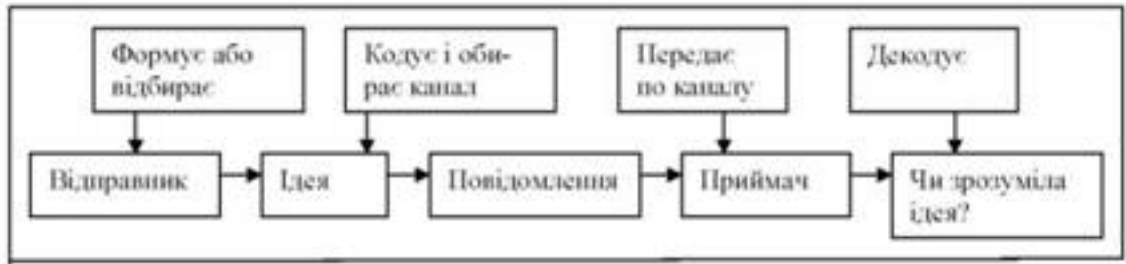 Формує або
відбирає
Кодує і оби-
рає канал
Передає
по каналу
Декодує
Відправник
Ідея
Повідомлення
Приймач
Чи зрозуміла
ідея?